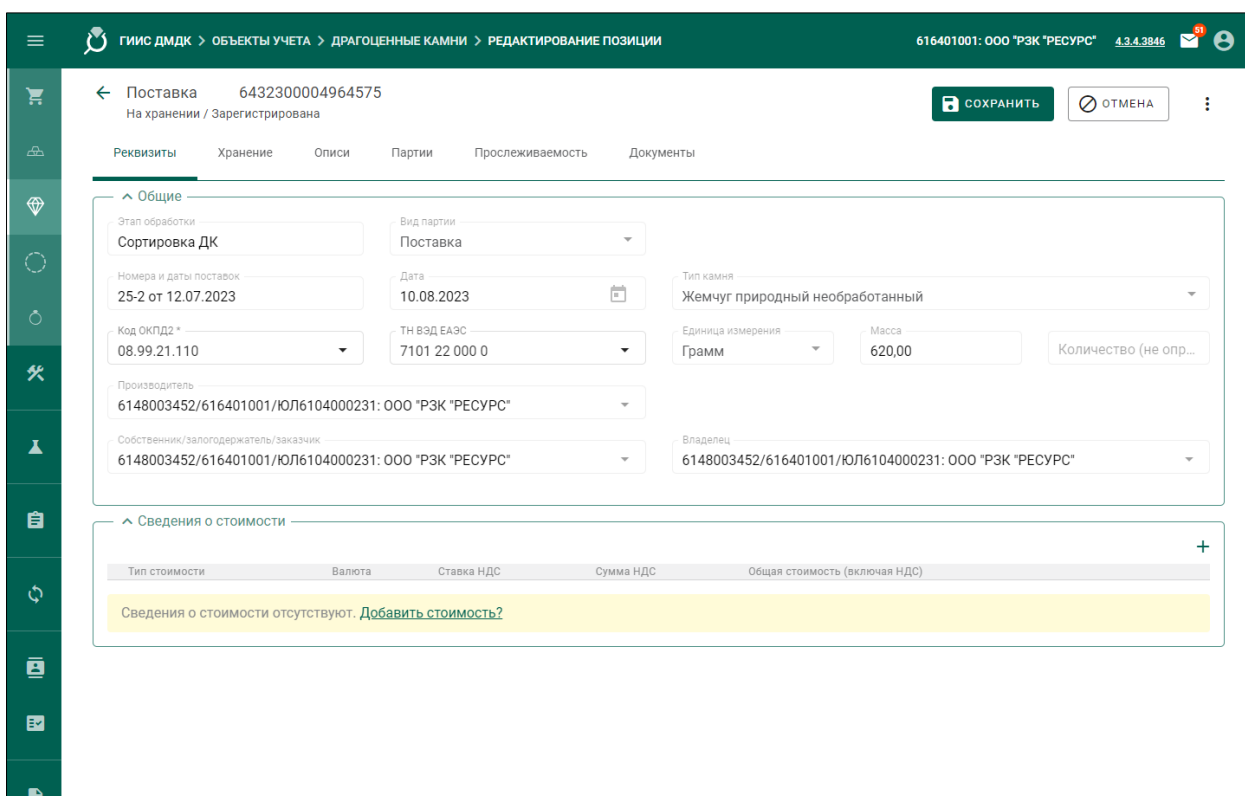 ГИИС ДМДК > ОБЪЕКТЫ УЧЕТА > ДРАГОЦЕННЫЕ КАМНИ > РЕДАКТИРОВАНИЕ ПОЗИЦИИ 616401001: ООО "РЗК "РЕСУРС" 4.3.4.3846 51
Поставка 6432300004964575
На хранении / Зарегистрирована
СОХРАНИТЬ ОТМЕНА
Реквизиты Хранение Описи Партии Прослеживаемость Документы
Общие
Этап обработки Вид партии
Сортировка ДК Поставка
Номера и даты поставок Дата Тип камня
25-2 от 12.07.2023 10.08.2023 Жемчуг природный необработанный
Код ОКПД2 * ТН ВЭД ЕАЭС Единица измерения Масса
08.99.21.110 7101 22 000 0 Грамм 620,00 Количество (не опр...
Производитель
6148003452/616401001/ЮЛ6104000231: ООО "РЗК "РЕСУРС"
Собственник/залогодержатель/заказчик Владелец
6148003452/616401001/ЮЛ6104000231: ООО "РЗК "РЕСУРС" 6148003452/616401001/ЮЛ6104000231: ООО "РЗК "РЕСУРС"
Сведения о стоимости
Тип стоимости Валюта Ставка НДС Сумма НДС Общая стоимость (включая НДС)
Сведения о стоимости отсутствуют. Добавить стоимость?